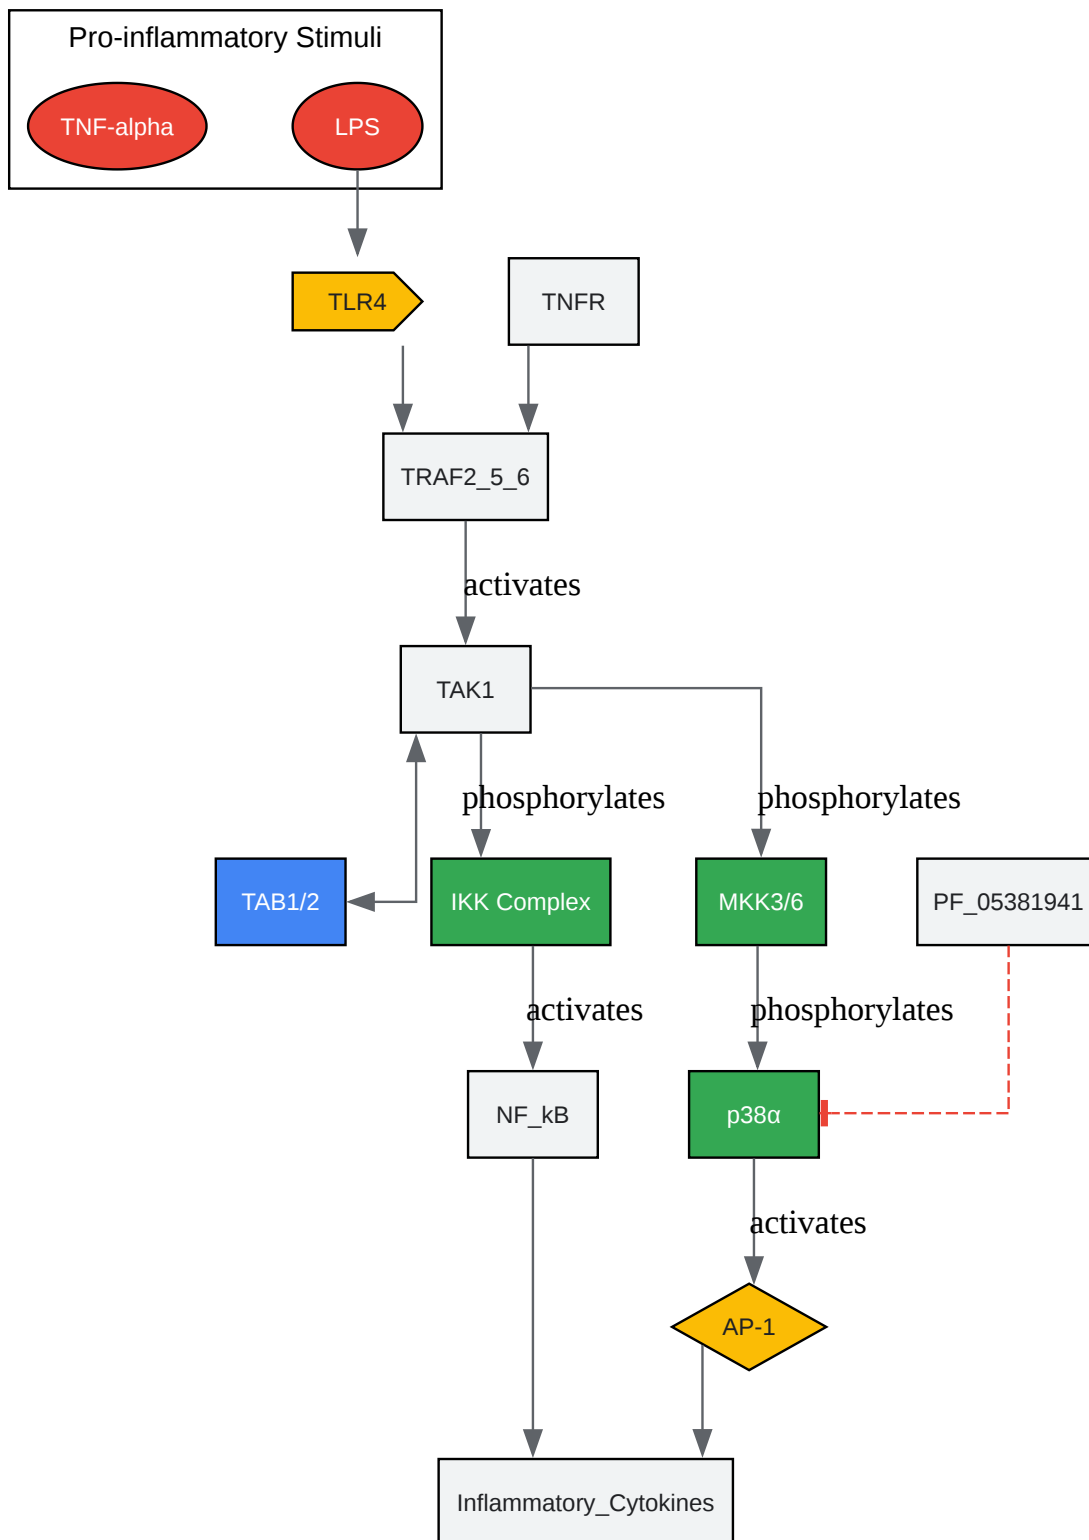 Pro-inflammatory Stimuli
TNF-alpha
LPS
TLR4
TNFR
TRAF2_5_6
activates
TAK1
phosphorylates
phosphorylates
TAB1/2
IKK Complex
MKK3/6
PF_05381941
activates
phosphorylates
NF_kB
p38α
activates
AP-1
Inflammatory_Cytokines